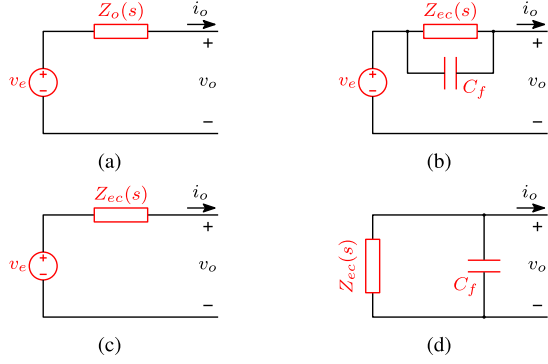 Z_o(s) i_o
+
v_e + − v_o
−
(a)
Z_ec(s) i_o
+
v_e + − C_f v_o
−
(b)
Z_ec(s) i_o
+
v_e + − v_o
−
(c)
i_o
+
Z_ec(s) C_f v_o
−
(d)